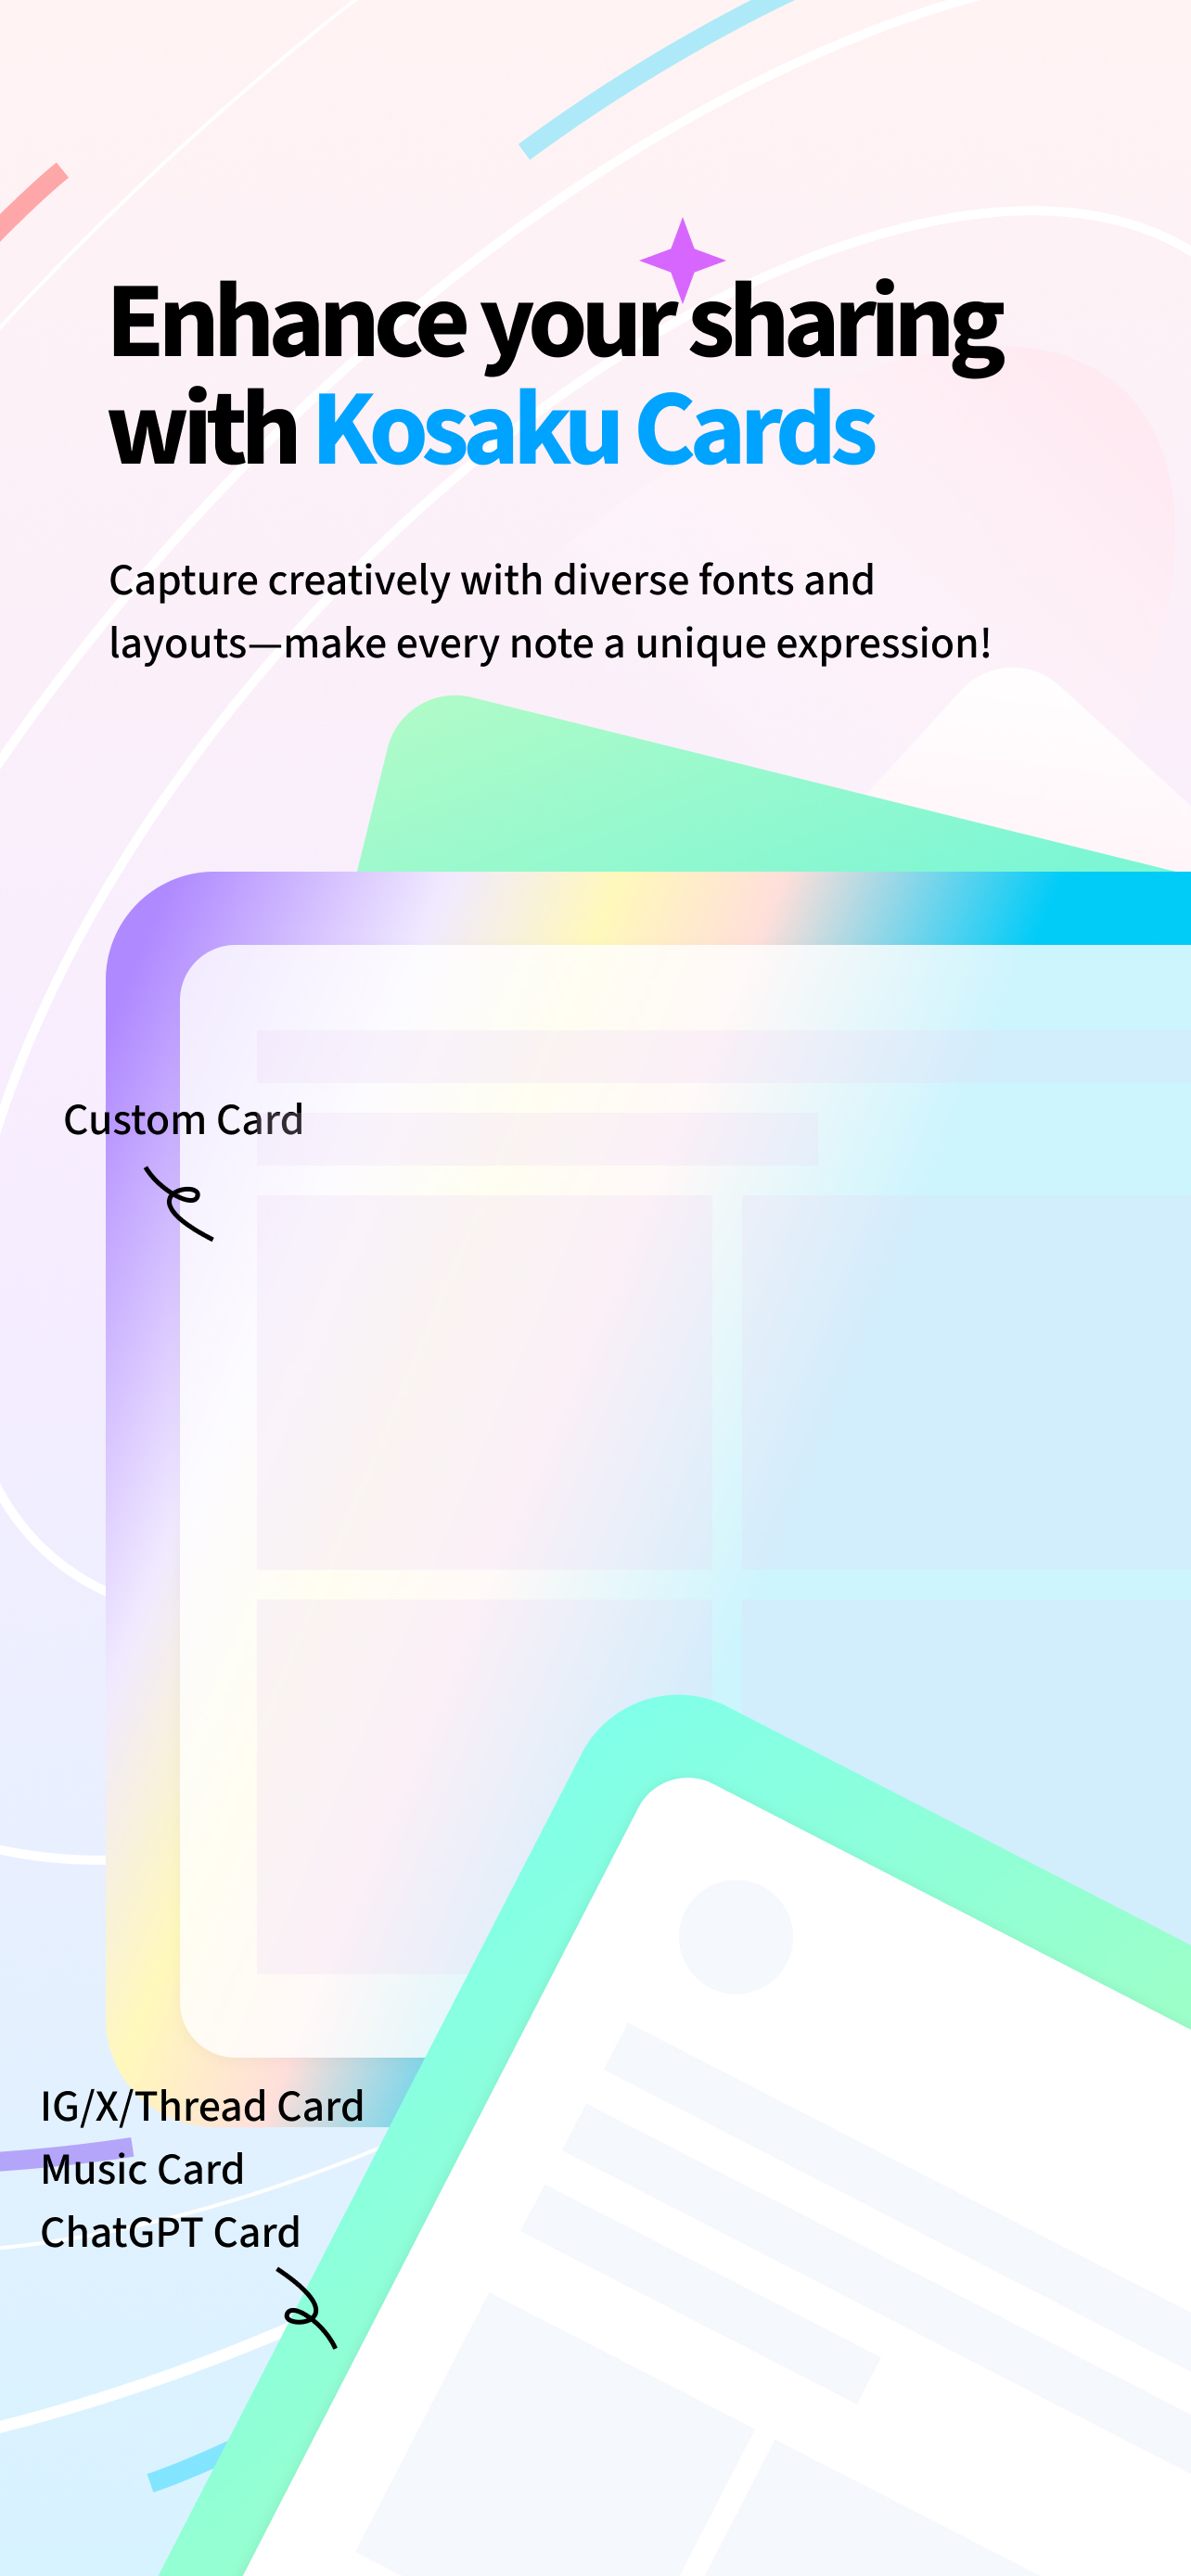 Enhance your sharing
with Kosaku Cards
Capture creatively with diverse fonts and
layouts—make every note a unique expression!
Custom Card
IG/X/Thread Card
Music Card
ChatGPT Card